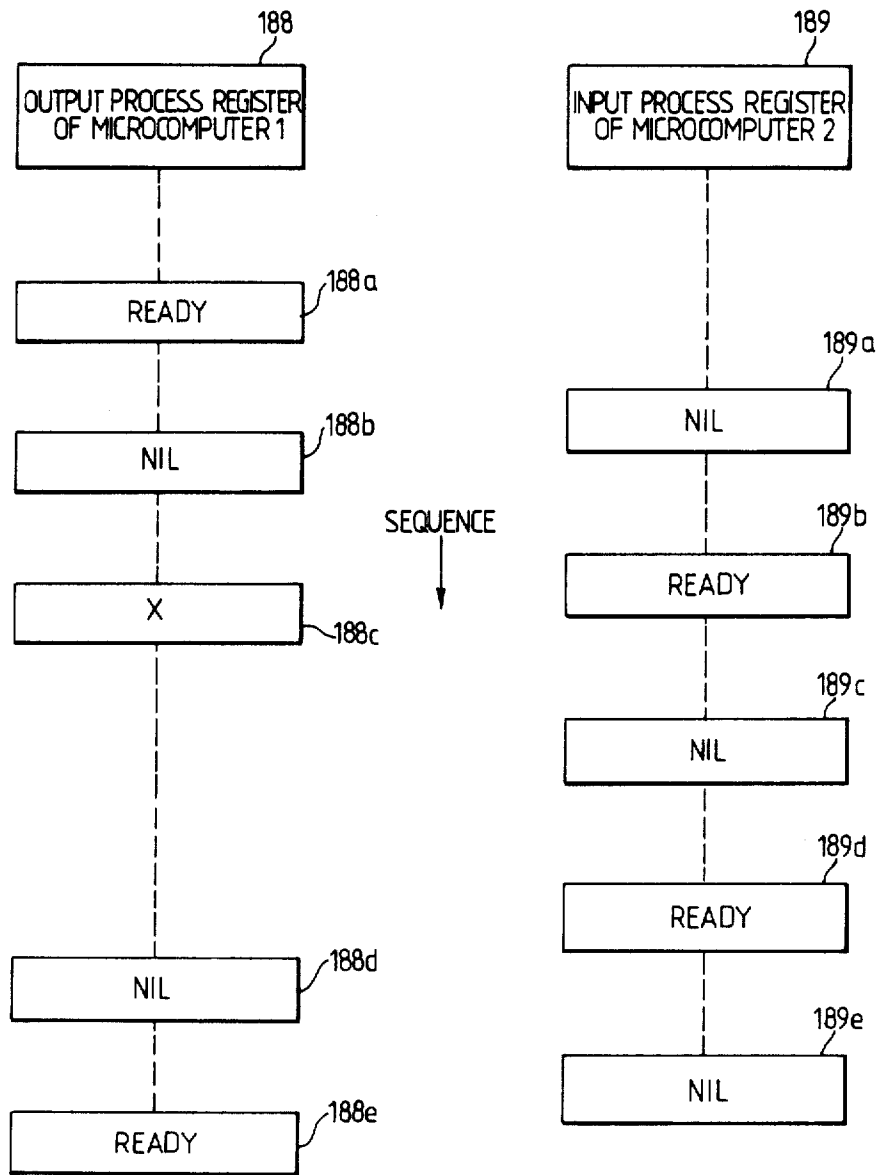 188
OUTPUT PROCESS REGISTER
OF MICROCOMPUTER 1
188a
READY
188b
NIL
X
188c
188d
NIL
188e
READY
SEQUENCE
189
INPUT PROCESS REGISTER
OF MICROCOMPUTER 2
189a
NIL
189b
READY
189c
NIL
189d
READY
189e
NIL